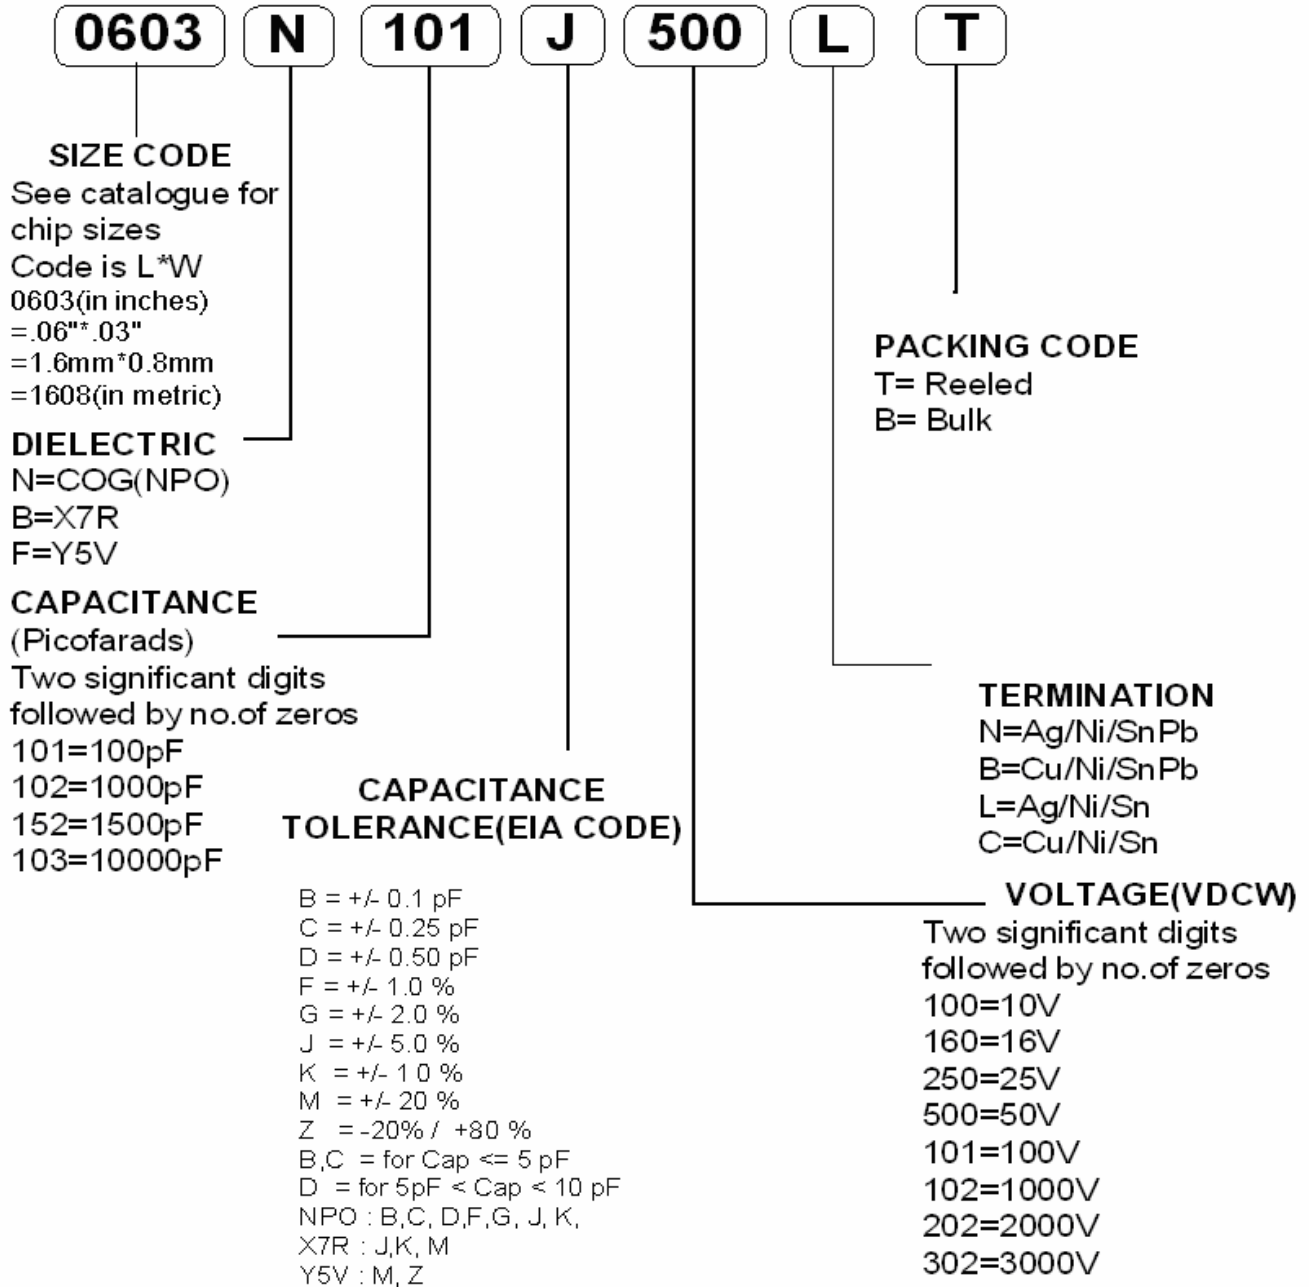 0603 N 101 J 500 L T
SIZE CODE
See catalogue for
chip sizes
Code is L*W
0603(in inches)
=.06"*.03"
=1.6mm*0.8mm
=1608(in metric)
DIELECTRIC
N=COG(NPO)
B=X7R
F=Y5V
CAPACITANCE
(Picofarads)
Two significant digits
followed by no.of zeros
101=100pF
102=1000pF
152=1500pF
103=10000pF
CAPACITANCE
TOLERANCE(EIA CODE)
B = +/- 0.1 pF
C = +/- 0.25 pF
D = +/- 0.50 pF
F = +/- 1.0 %
G = +/- 2.0 %
J = +/- 5.0 %
K = +/- 10 %
M = +/- 20 %
Z = -20% / +80 %
B,C = for Cap <= 5 pF
D = for 5pF < Cap < 10 pF
NPO : B,C, D,F,G, J, K,
X7R : J,K, M
Y5V : M, Z
PACKING CODE
T= Reeled
B= Bulk
TERMINATION
N=Ag/Ni/SnPb
B=Cu/Ni/SnPb
L=Ag/Ni/Sn
C=Cu/Ni/Sn
VOLTAGE(VDCW)
Two significant digits
followed by no.of zeros
100=10V
160=16V
250=25V
500=50V
101=100V
102=1000V
202=2000V
302=3000V